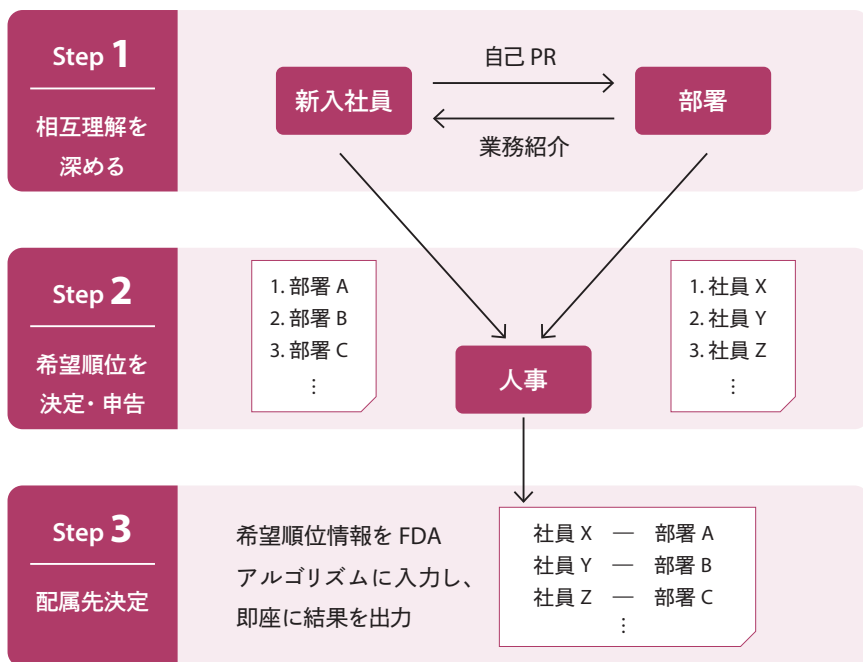 Step 1
相互理解を
深める
自己 PR
新入社員
部署
業務紹介
Step 2
希望順位を
決定・申告
1. 部署 A
2. 部署 B
3. 部署 C
⋮
人事
1. 社員 X
2. 社員 Y
3. 社員 Z
⋮
Step 3
配属先決定
希望順位情報を FDA
アルゴリズムに入力し、
即座に結果を出力
社員 X — 部署 A
社員 Y — 部署 B
社員 Z — 部署 C
⋮